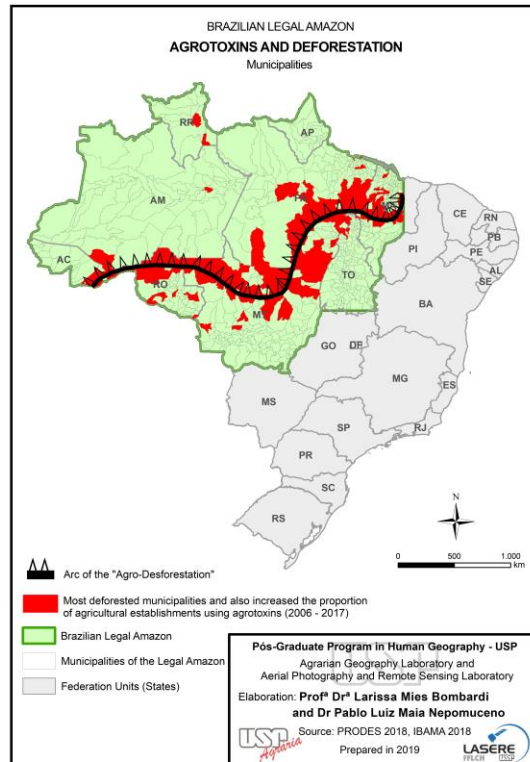 BRAZILIAN LEGAL AMAZON
AGROTOXINS AND DEFORESTATION
Municipalities
RR
AP
AM
PA
CE
RN
PB
PI
PE
AC
AL
SE
TO
RO
BA
M
GO
DF
MG
MS
ES
SP
RJ
PR
SC
RS
N
0
500
1.000
km
Arc of the "Agro-Desforestation"
Most deforested municipalities and also increased the proportion
of agricultural establishments using agrotoxins (2006 - 2017)
Brazilian Legal Amazon
Municipalities of the Legal Amazon
Federation Units (States)
Pós-Graduate Program in Human Geography - USP
Agrarian Geography Laboratory and
Aerial Photography and Remote Sensing Laboratory
Elaboration: Profª Drª Larissa Mies Bombardi
and Dr Pablo Luiz Maia Nepomuceno
Source: PRODES 2018, IBAMA 2018
Prepared in 2019
USP
Agrária
LASERE
FFLCH
USP